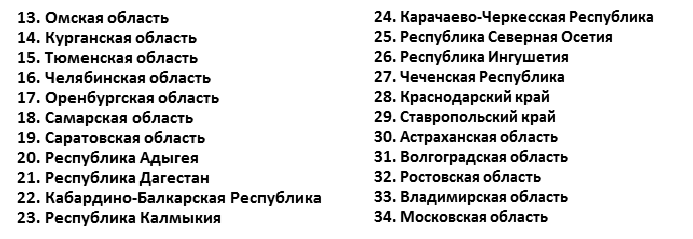 13. Омская область
14. Курганская область
15. Тюменская область
16. Челябинская область
17. Оренбургская область
18. Самарская область
19. Саратовская область
20. Республика Адыгея
21. Республика Дагестан
22. Кабардино-Балкарская Республика
23. Республика Калмыкия
24. Карачаево-Черкесская Республика
25. Республика Северная Осетия
26. Республика Ингушетия
27. Чеченская Республика
28. Краснодарский край
29. Ставропольский край
30. Астраханская область
31. Волгоградская область
32. Ростовская область
33. Владимирская область
34. Московская область